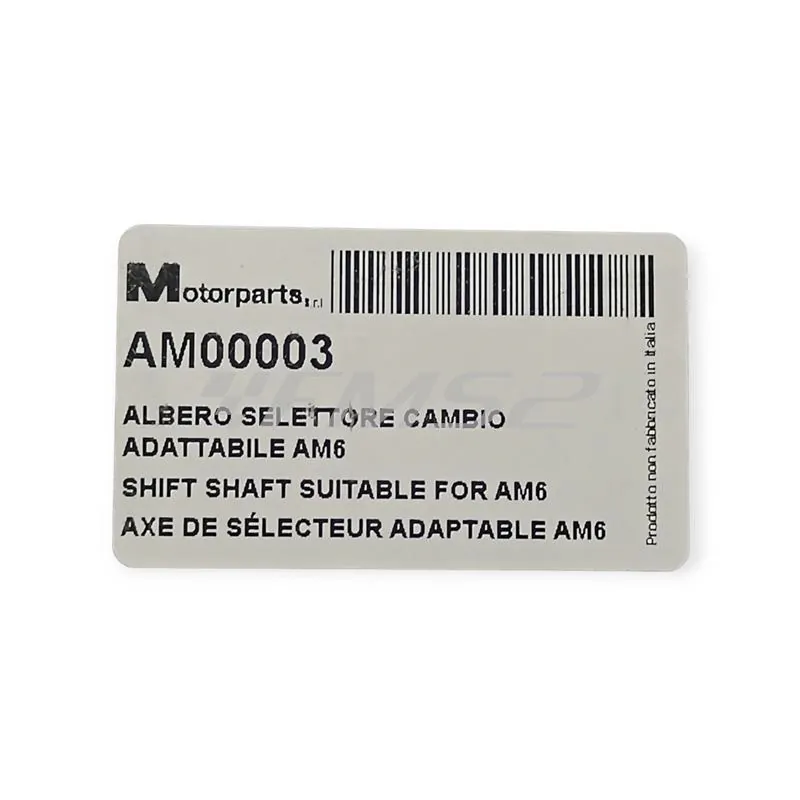 Motorparts s.r.l
AM00003
ALBERO SELETTORE CAMBIO
ADATTABILE AM6
SHIFT SHAFT SUITABLE FOR AM6
AXE DE SÉLECTEUR ADAPTABLE AM6
Prodotto non fabbricato in Italia